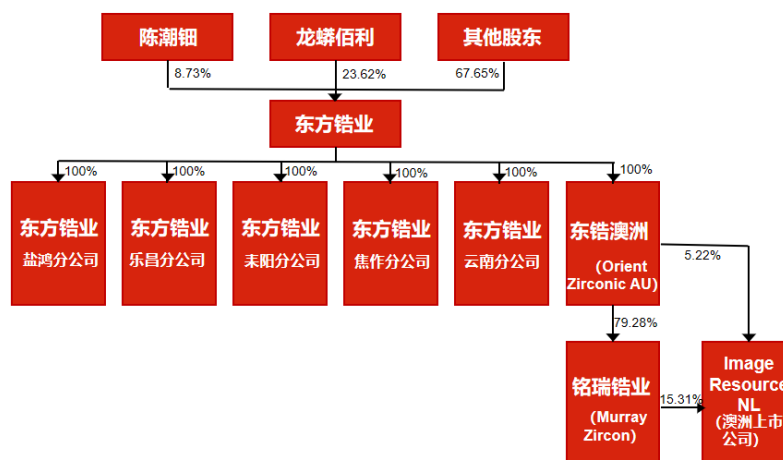 陈潮钿
龙蟒佰利
其他股东
8.73%
23.62%
67.65%
东方锆业
100%
100%
100%
100%
100%
100%
东方锆业
盐鸿分公司
东方锆业
乐昌分公司
东方锆业
耒阳分公司
东方锆业
焦作分公司
东方锆业
云南分公司
东锆澳洲
（Orient
Zirconic AU）
5.22%
79.28%
铭瑞锆业
（Murray
Zircon）
15.31%
Image
Resource
NL
（澳洲上市
公司）